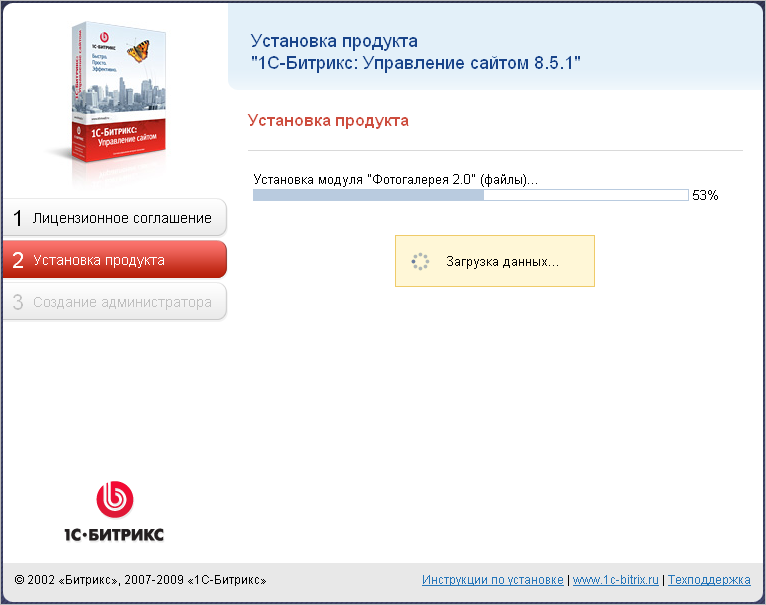 1С-БИТРИКС
Быстро.
Просто.
Эффективно.
1С-БИТРИКС:
Управление сайтом
Установка продукта
"1С-Битрикс: Управление сайтом 8.5.1"
Установка продукта
Установка модуля "Фотогалерея 2.0" (файлы)...
53%
Загрузка данных...
1 Лицензионное соглашение
2 Установка продукта
3 Создание администратора
1С·БИТРИКС
© 2002 «Битрикс», 2007-2009 «1С-Битрикс»
Инструкции по установке | www.1c-bitrix.ru | Техподдержка